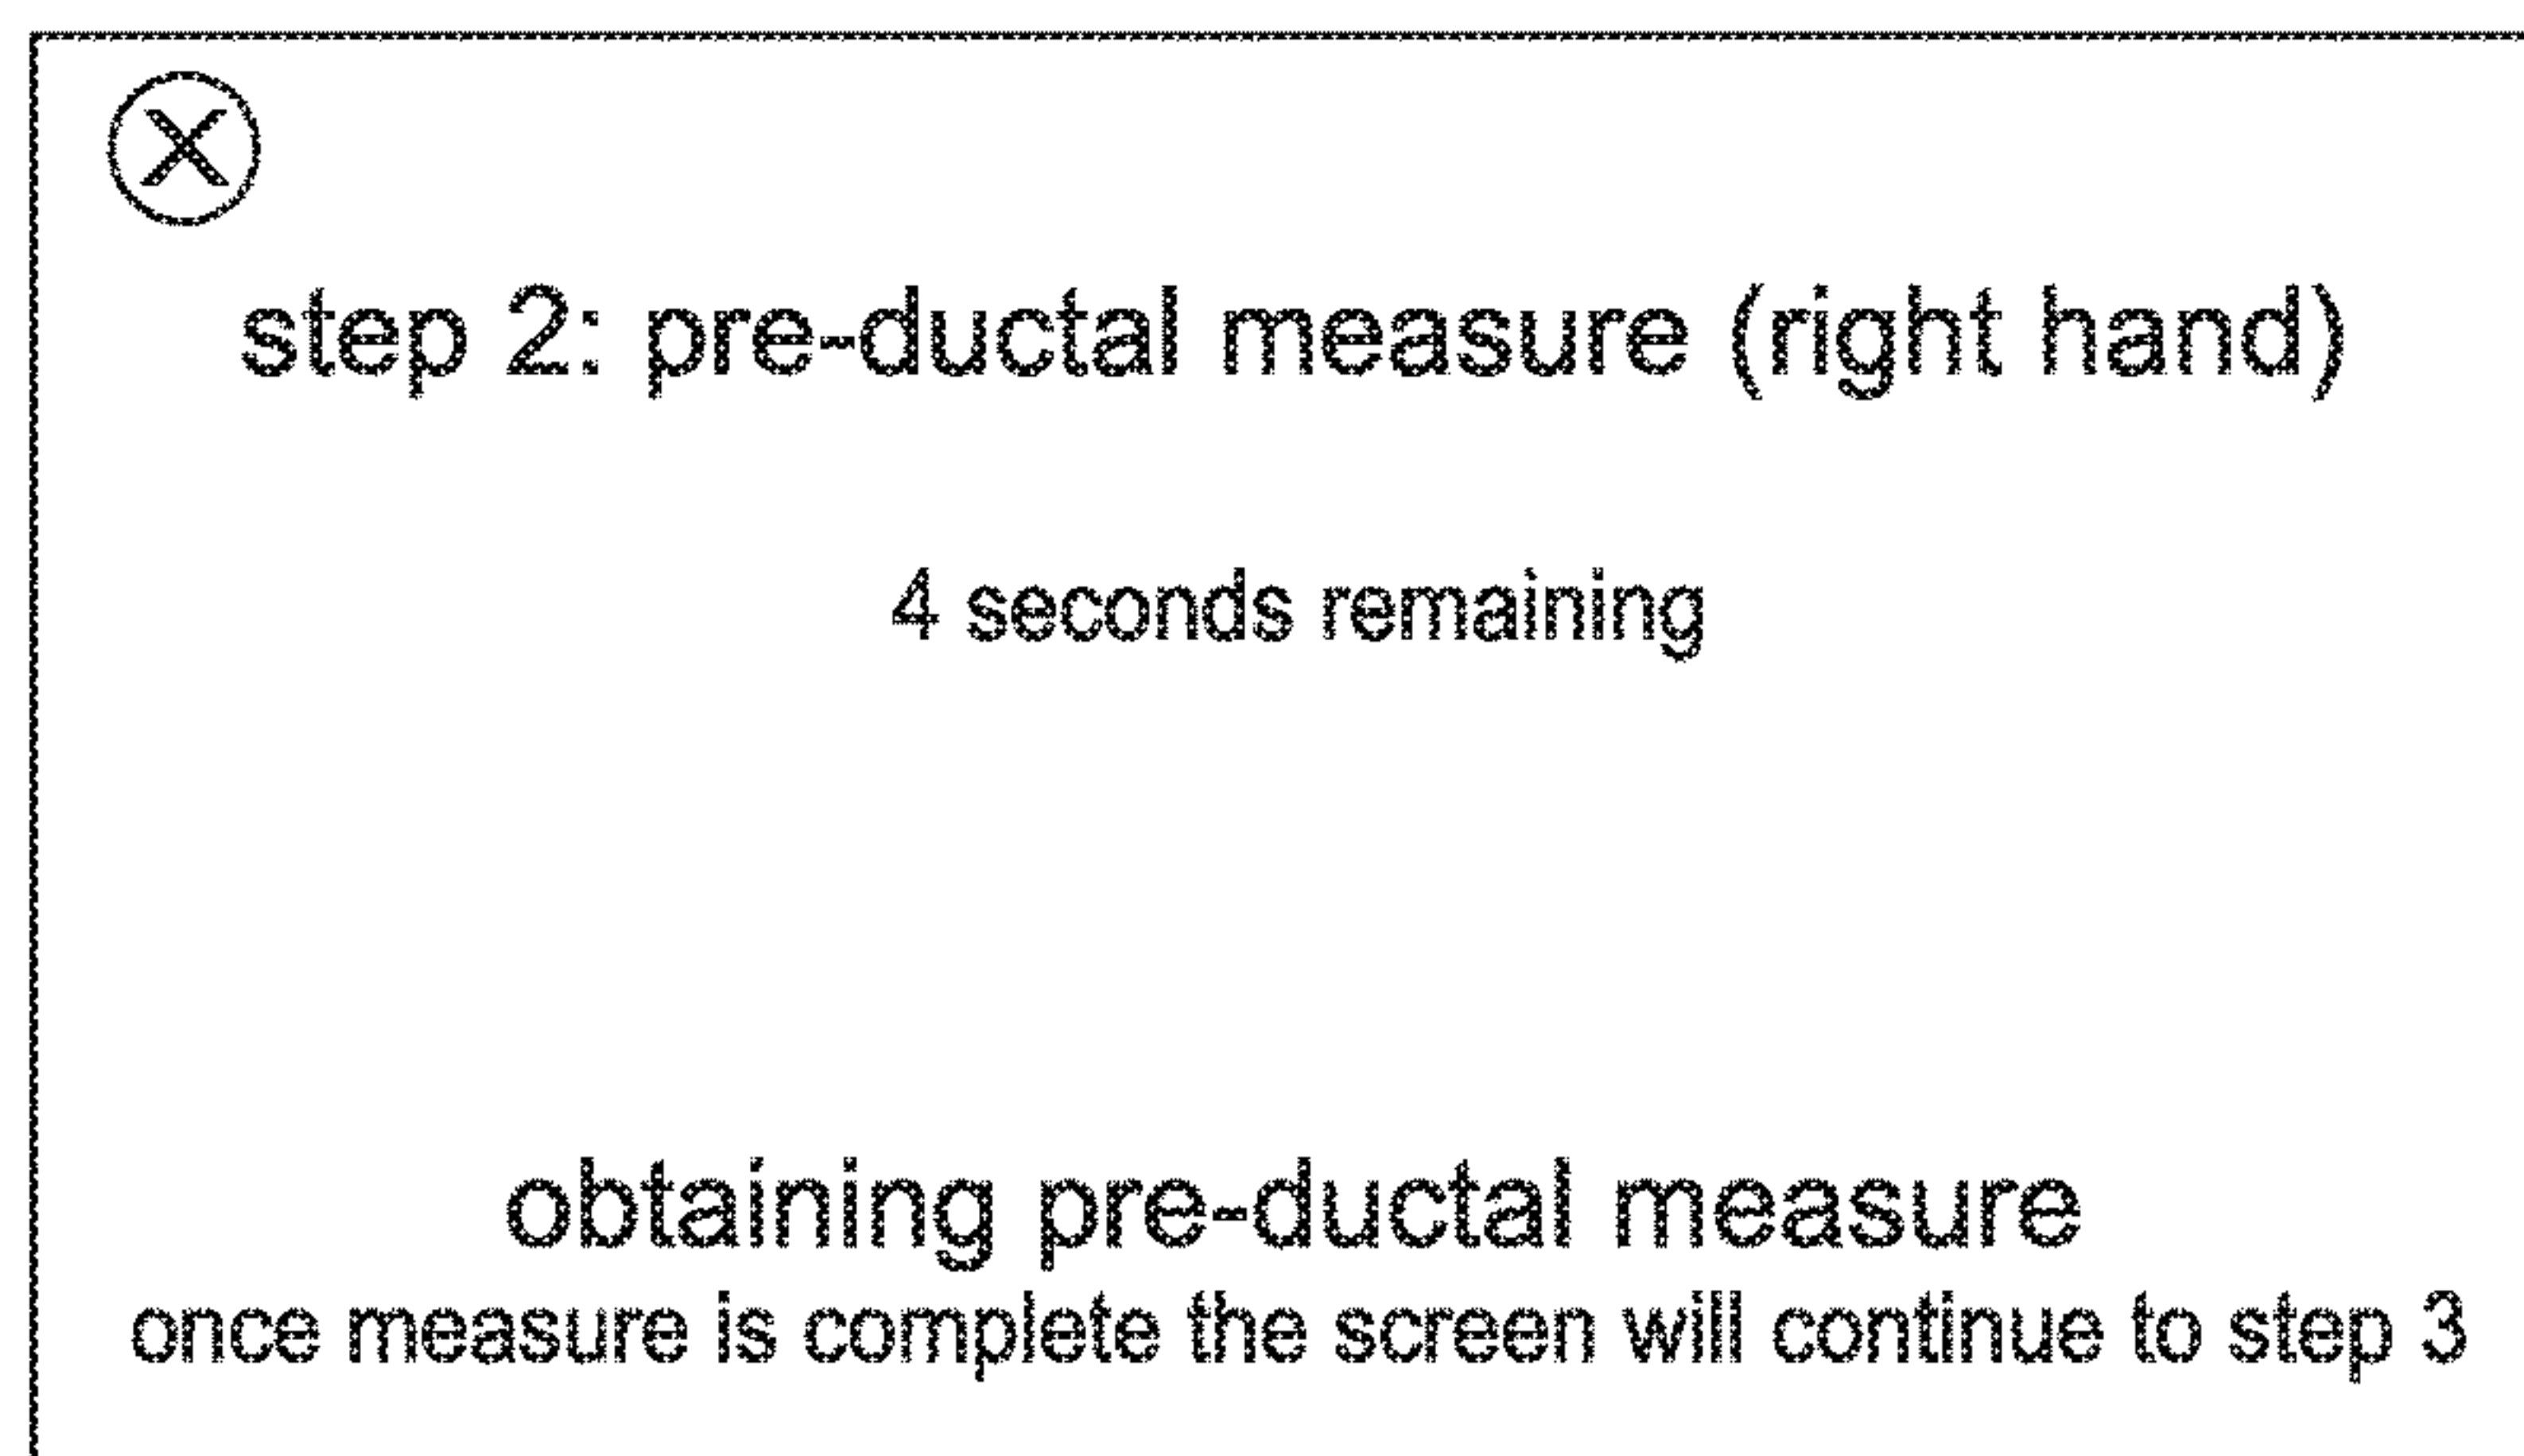 step 2: pre-ductal measure (right hand)
4 seconds remaining
obtaining pre-ductal measure
once measure is complete the screen will continue to step 3